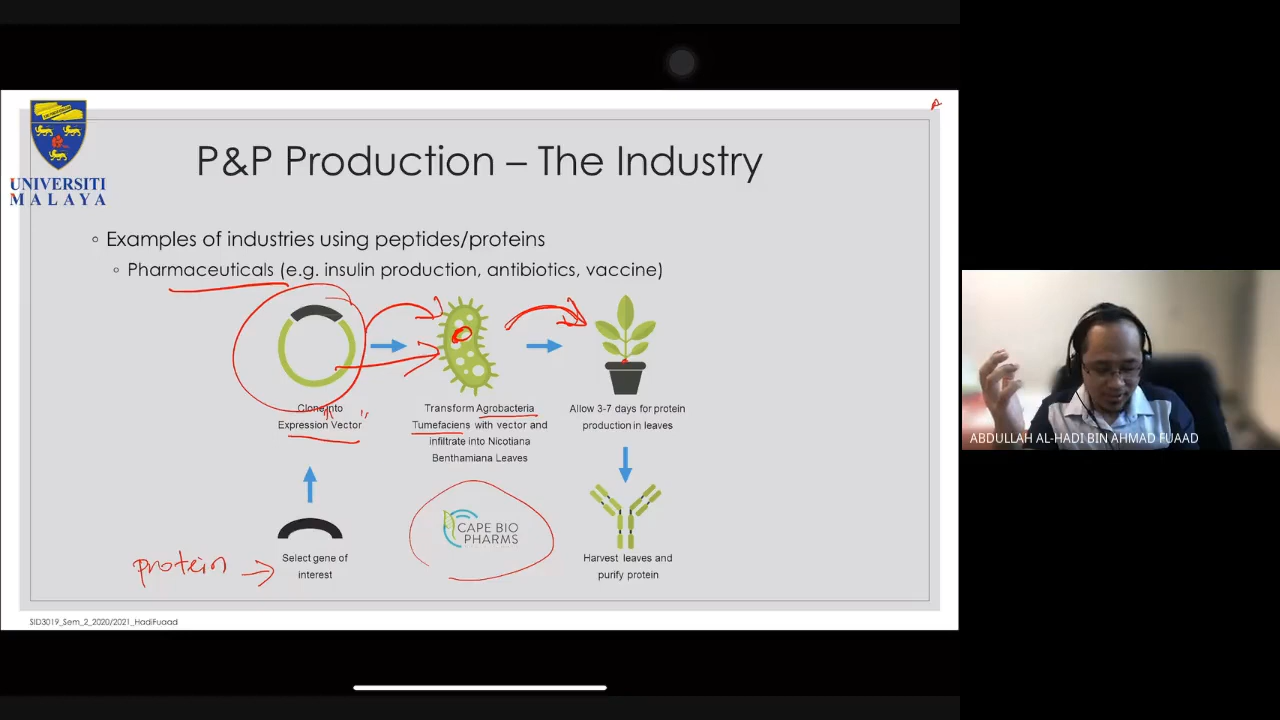 UNIVERSITI
MALAYA
P&P Production – The Industry
Examples of industries using peptides/proteins
Pharmaceuticals (e.g. insulin production, antibiotics, vaccine)
Clone into
Expression Vector
Transform Agrobacteria
Tumefaciens with vector and
infiltrate into Nicotiana
Benthamiana Leaves
Allow 3-7 days for protein
production in leaves
CAPE BIO
PHARMS
protein
Select gene of
interest
Harvest leaves and
purify protein
SID3019_Sem_2_2020/2021_HadiFuaad
ABDULLAH AL-HADI BIN AHMAD FUAAD